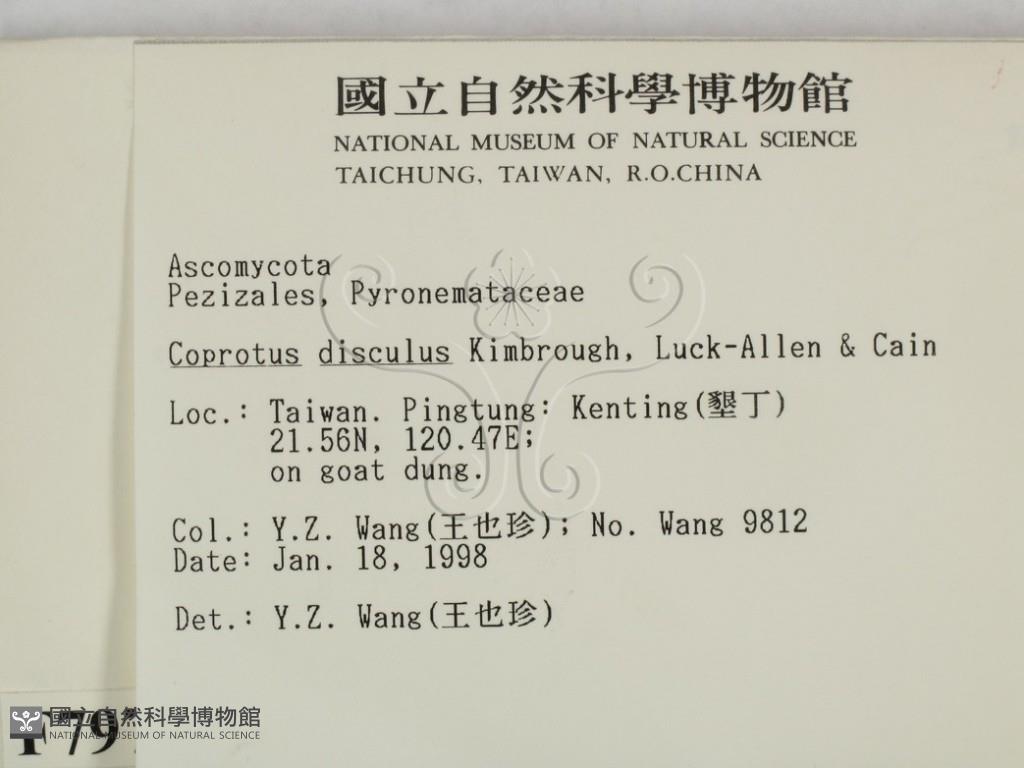 國立自然科學博物館
NATIONAL MUSEUM OF NATURAL SCIENCE
TAICHUNG, TAIWAN, R.O.CHINA
Ascomycota
Pezizales, Pyronemataceae
Coprotus disculus Kimbrough, Luck-Allen & Cain
Loc.: Taiwan. Pingtung: Kenting(墾丁)
21.56N, 120.47E;
on goat dung.
Col.: Y.Z. Wang(王也珍); No. Wang 9812
Date: Jan. 18, 1998
Det.: Y.Z. Wang(王也珍)
國立自然科學博物館
NATIONAL MUSEUM OF NATURAL SCIENCE